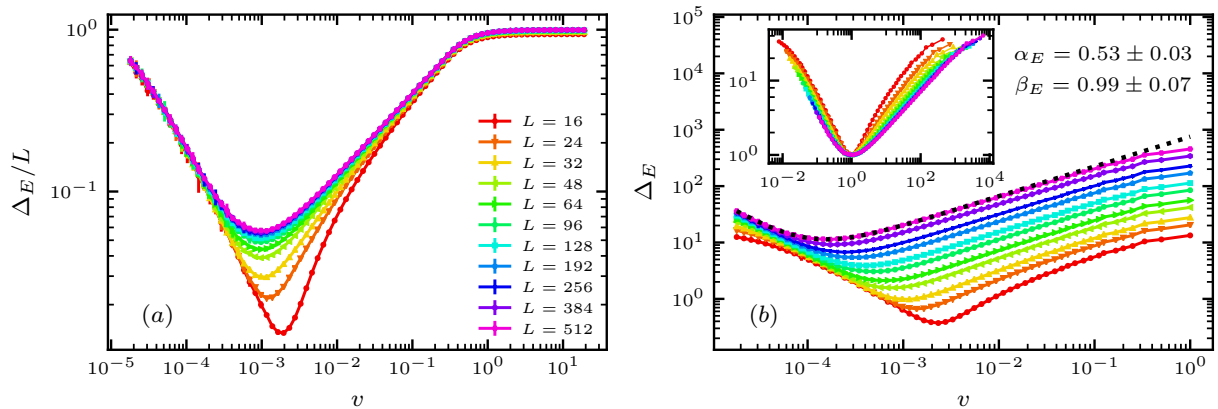 10^0
10^-1
Δ_E/L
10^-5 10^-4 10^-3 10^-2 10^-1 10^0 10^1
v
(a)
L = 16
L = 24
L = 32
L = 48
L = 64
L = 96
L = 128
L = 192
L = 256
L = 384
L = 512
10^5
10^4
10^3
10^2
10^1
10^0
Δ_E
10^-4 10^-3 10^-2 10^-1 10^0
v
(b)
10^1
10^0
10^-2 10^0 10^2 10^4
α_E = 0.53 ± 0.03
β_E = 0.99 ± 0.07